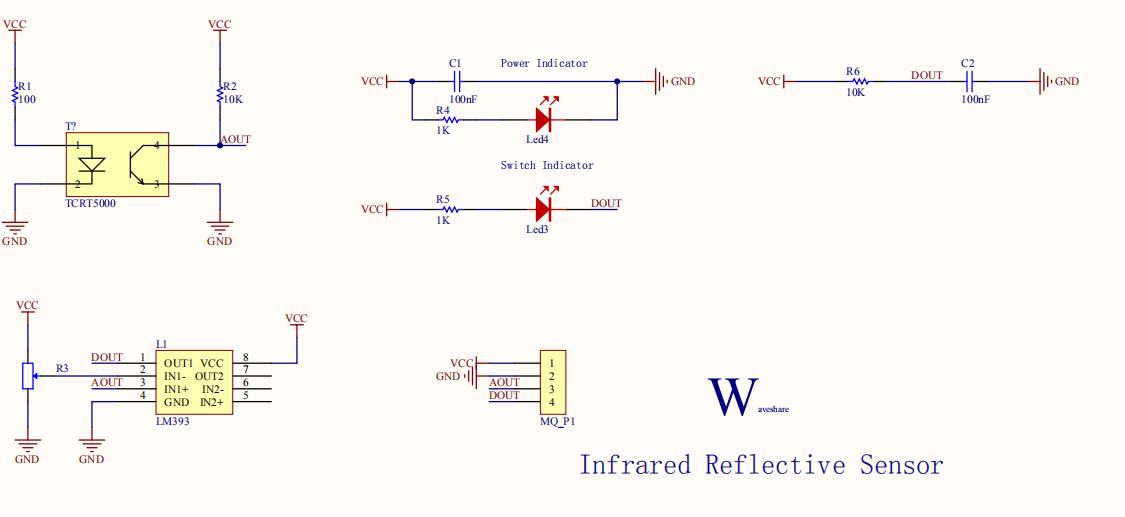 VCC
VCC
R1
100
R2
10K
T?
AOUT
1
4
2
3
TCRT5000
GND
GND
C1
Power Indicator
VCC
GND
100nF
R4
1K
Led4
Switch Indicator
VCC
R5
1K
DOUT
Led3
VCC
R6
10K
DOUT
C2
100nF
GND
VCC
VCC
L1
R3
DOUT 1 OUT1 VCC 8
2 IN1- OUT2 7
AOUT 3 IN1+ IN2- 6
4 GND IN2+ 5
LM393
GND
GND
VCC 1
GND 2
AOUT 3
DOUT 4
MQ_P1
Waveshare
Infrared Reflective Sensor